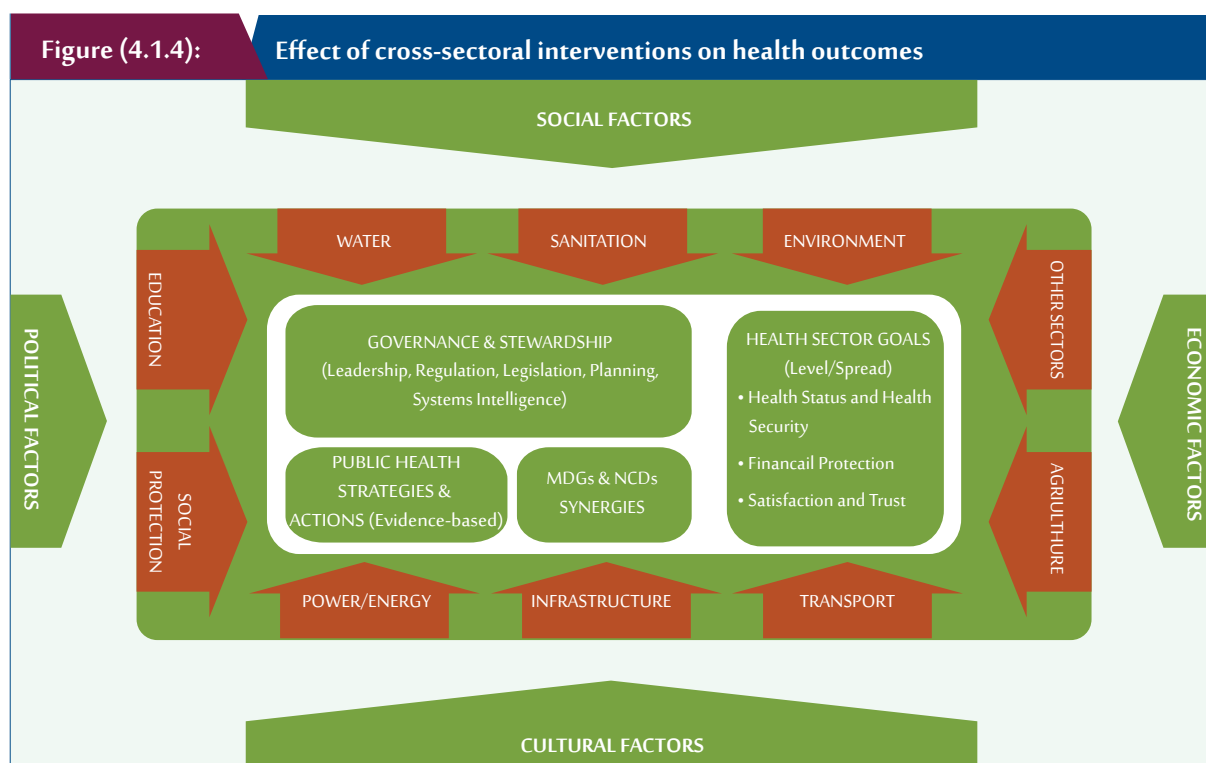 Figure (4.1.4):
Effect of cross-sectoral interventions on health outcomes
SOCIAL FACTORS
WATER
SANITATION
ENVIRONMENT
EDUCATION
OTHER SECTORS
POLITICAL FACTORS
GOVERNANCE & STEWARDSHIP
(Leadership, Regulation, Legislation, Planning,
Systems Intelligence)
HEALTH SECTOR GOALS
(Level/Spread)
• Health Status and Health
Security
• Financail Protection
• Satisfaction and Trust
ECONOMIC FACTORS
PUBLIC HEALTH
STRATEGIES &
ACTIONS (Evidence-based)
MDGs & NCDs
SYNERGIES
SOCIAL
PROTECTION
AGRIULTHURE
POWER/ENERGY
INFRASTRUCTURE
TRANSPORT
CULTURAL FACTORS